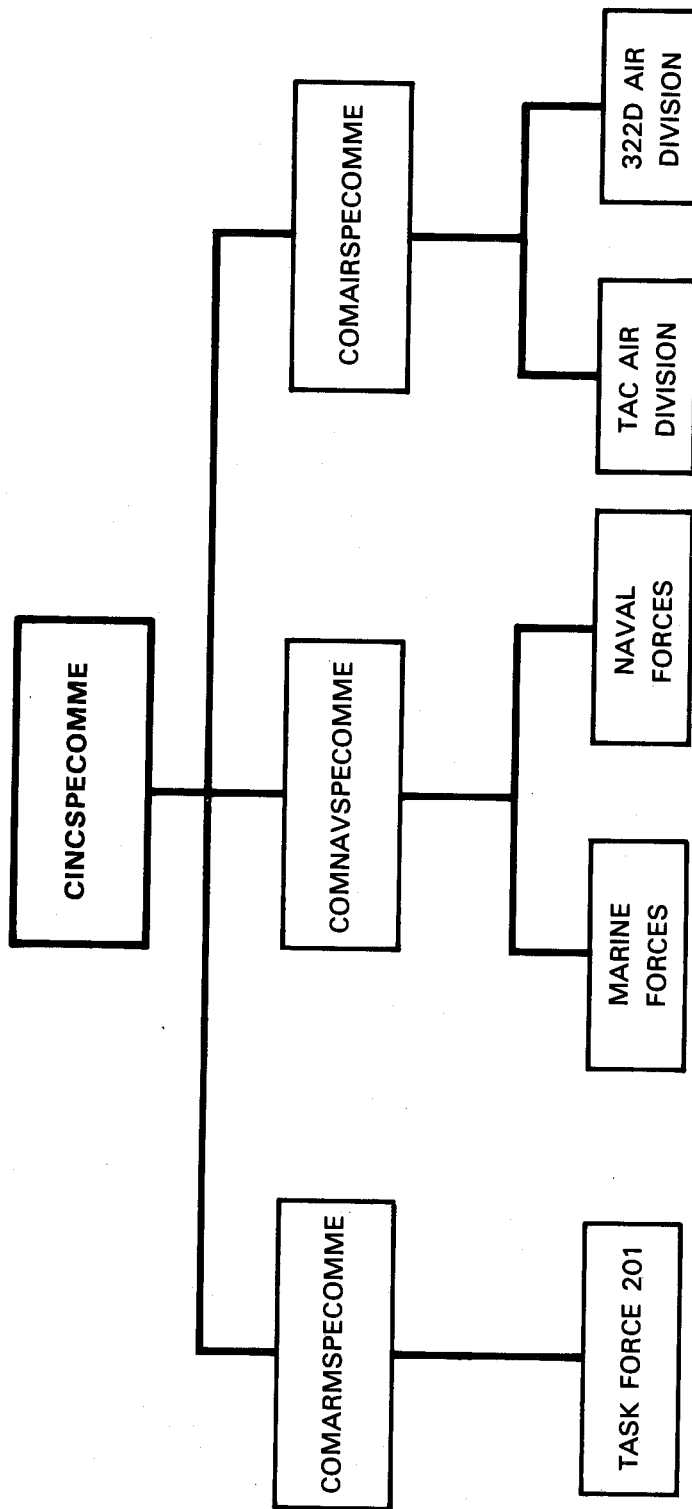 CINCSPECOMME
COMARMSPECOMME
COMNAVSPECOMME
COMAIRSPECOMME
TASK FORCE 201
MARINE
FORCES
NAVAL
FORCES
TAC AIR
DIVISION
322D AIR
DIVISION